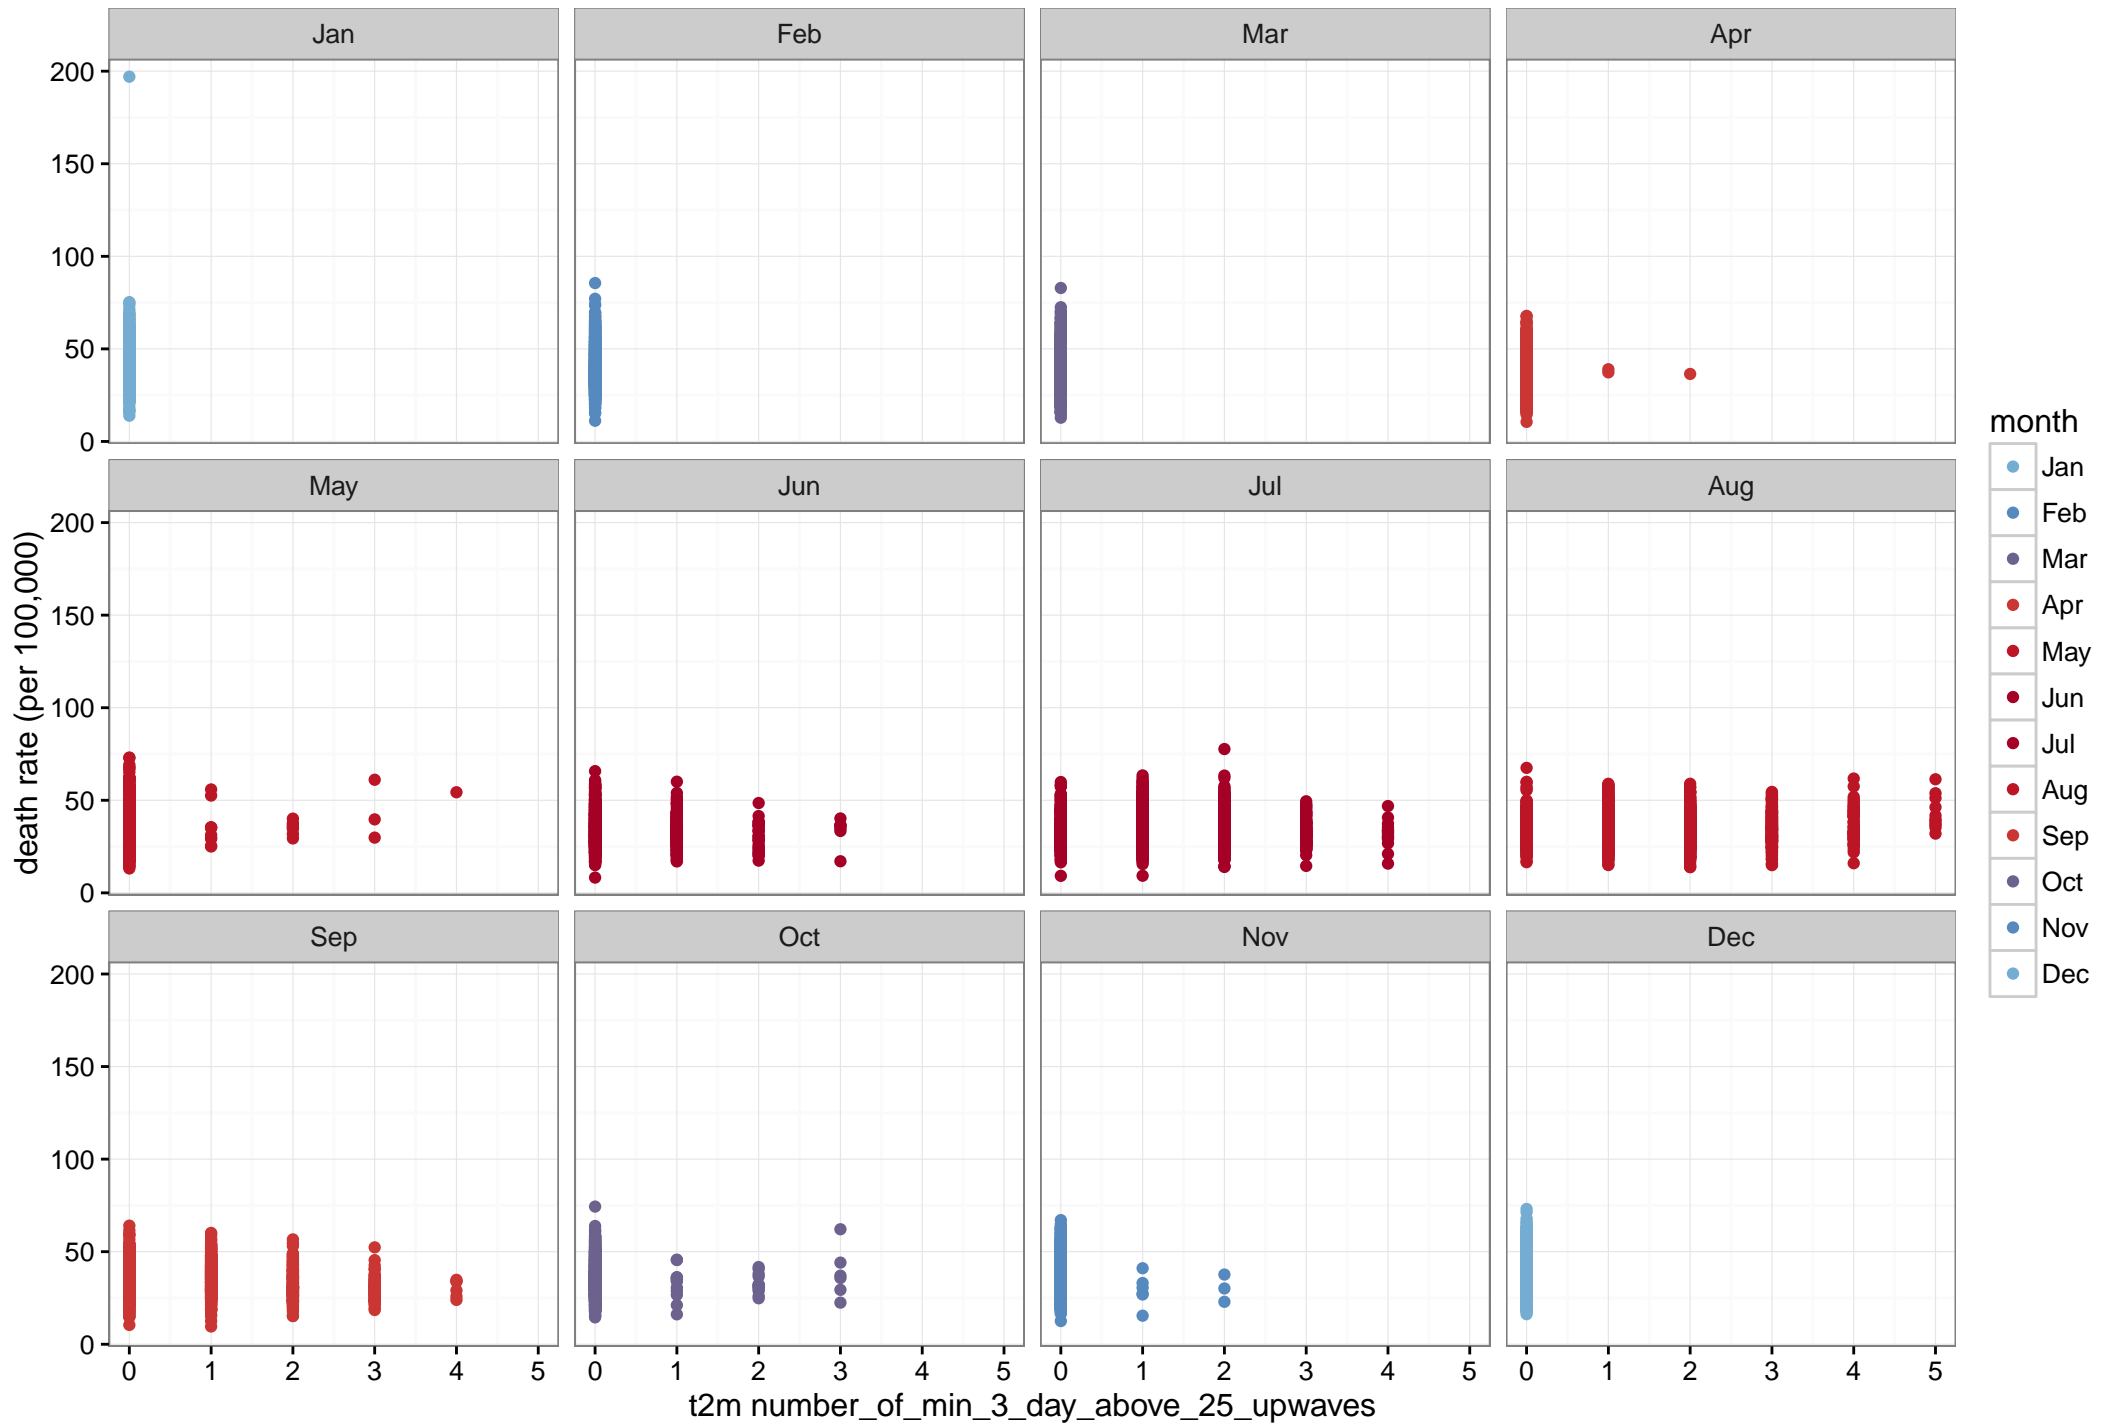 Jan Feb Mar Apr
200
150
100
50
0
May Jun Jul Aug
200
150
100
50
0
Sep Oct Nov Dec
200
150
100
50
0
0 1 2 3 4 5 0 1 2 3 4 5 0 1 2 3 4 5 0 1 2 3 4 5
t2m number_of_min_3_day_above_25_upwaves
death rate (per 100,000)
month
Jan
Feb
Mar
Apr
May
Jun
Jul
Aug
Sep
Oct
Nov
Dec